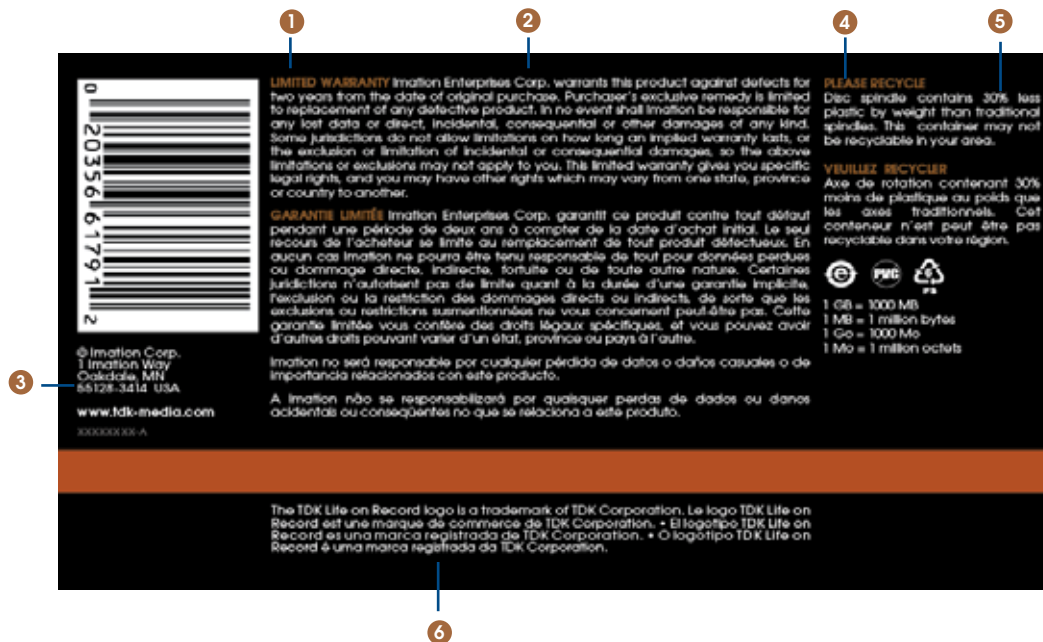 1
2
4
5
0 20356 61791 2
LIMITED WARRANTY Imation Enterprises Corp. warrants this product against defects for
two years from the date of original purchase. Purchaser's exclusive remedy is limited
to replacement of any defective product. In no event shall Imation be responsible for
any lost data or direct, incidental, consequential or other damages of any kind.
Some jurisdictions do not allow limitations on how long an implied warranty lasts, or
the exclusion or limitation of incidental or consequential damages, so the above
limitations or exclusions may not apply to you. This limited warranty gives you specific
legal rights, and you may have other rights which may vary from one state, province
or country to another.
GARANTIE LIMITÉE Imation Enterprises Corp. garantit ce produit contre tout défaut
pendant une période de deux ans à compter de la date d'achat initial. Le seul
recours de l'acheteur se limite au remplacement de tout produit défectueux. En
aucun cas Imation ne pourra être tenu responsable de tout pour données perdues
ou dommage directe, indirecte, fortuite ou de toute autre nature. Certaines
juridictions n'autorisent pas de limite quant à la durée d'une garantie implicite,
l'exclusion ou la restriction des dommages directs ou indirects, de sorte que les
exclusions ou restrictions susmentionnées ne vous concernent peut-être pas. Cette
garantie limitée vous confère des droits légaux spécifiques, et vous pouvez avoir
d'autres droits pouvant varier d'un état, province ou pays à l'autre.
Imation no será responsable por cualquier pérdida de datos o daños casuales o de
importancia relacionados con este producto.
A Imation não se responsabilizará por quaisquer perdas de dados ou danos
acidentais ou conseqüentes no que se relaciona a este produto.
PLEASE RECYCLE
Disc spindle contains 30% less
plastic by weight than traditional
spindles. This container may not
be recyclable in your area.
VEUILLEZ RECYCLER
Axe de rotation contenant 30%
moins de plastique au poids que
les axes traditionnels. Cet
conteneur n'est peut être pas
recyclable dans votre région.
e PVC 6
PS
1 GB = 1000 MB
1 MB = 1 million bytes
1 Go = 1000 Mo
1 Mo = 1 million octets
© Imation Corp.
1 Imation Way
Oakdale, MN
3
55128-3414 USA
www.tdk-media.com
XXXXXXXX-A
The TDK Life on Record logo is a trademark of TDK Corporation. Le logo TDK Life on
Record est une marque de commerce de TDK Corporation. • El logotipo TDK Life on
Record es una marca registrada de TDK Corporation. • O logótipo TDK Life on
Record é uma marca registrada da TDK Corporation.
6